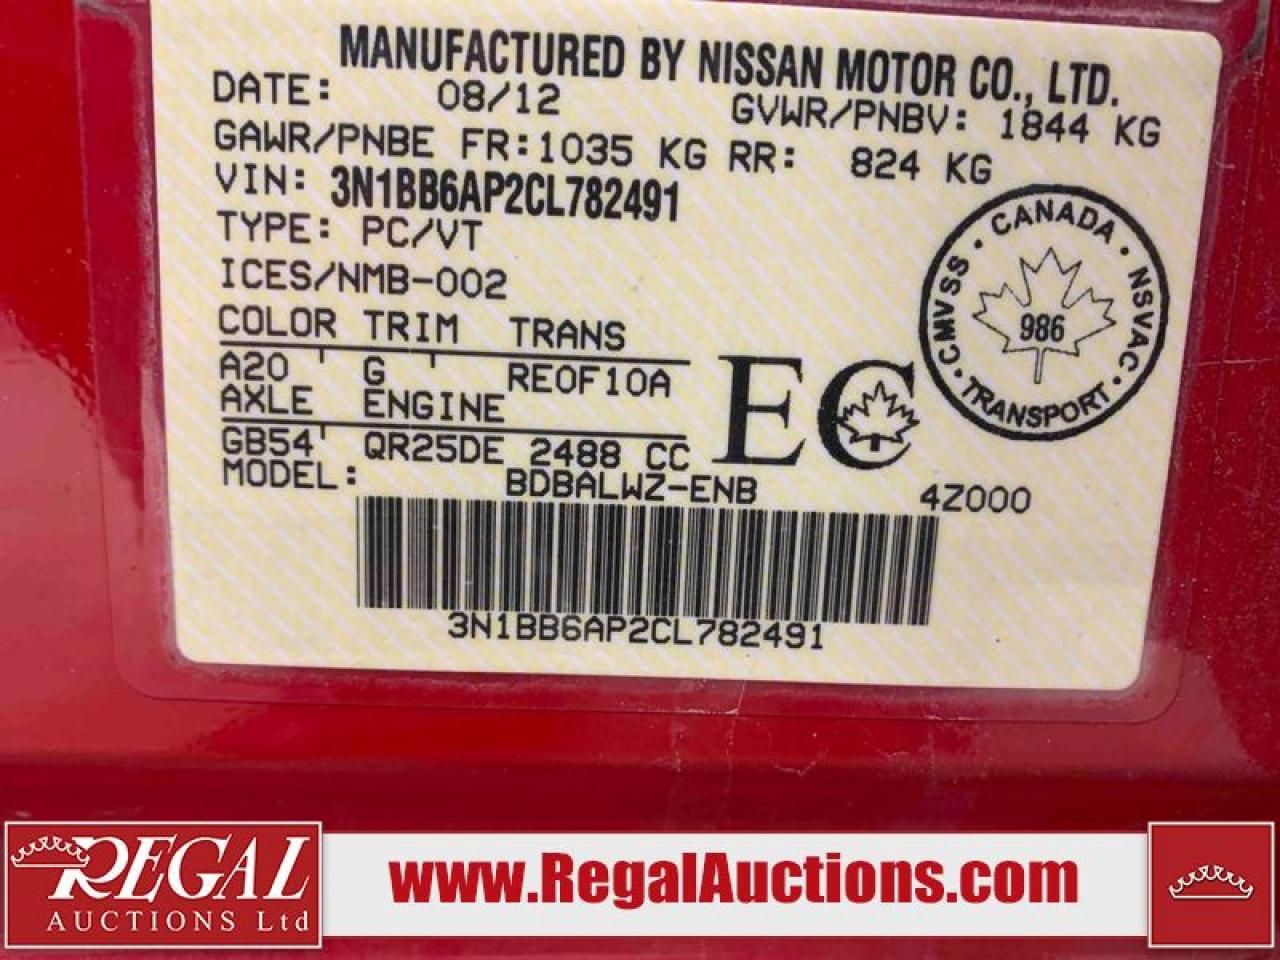 MANUFACTURED BY NISSAN MOTOR CO., LTD.
DATE: 08/12 GVWR/PNBV: 1844 KG
GAWR/PNBE FR:1035 KG RR: 824 KG
VIN: 3N1BB6AP2CL782491
TYPE: PC/VT
ICES/NMB-002
COLOR TRIM TRANS
A20 G RE0F10A
AXLE ENGINE
GB54 QR25DE 2488 CC
MODEL: BDBALWZ-ENB 4Z000
EC
CANADA
CMVSS
NSVAC
986
TRANSPORT
3N1BB6AP2CL782491
REGAL
AUCTIONS Ltd
www.RegalAuctions.com